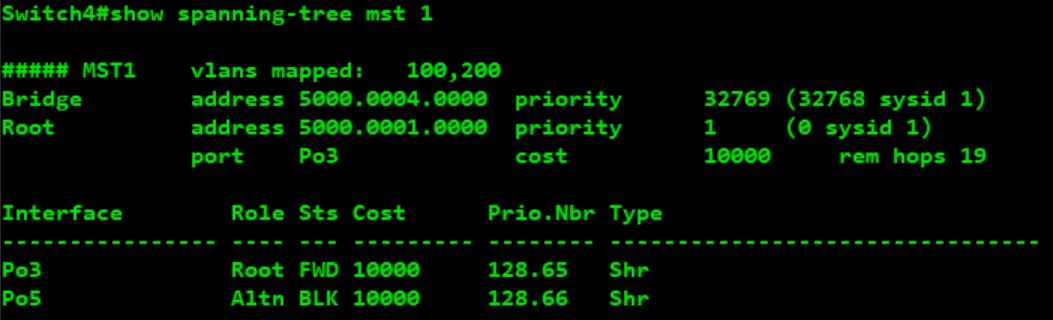 Switch4#show spanning-tree mst 1
##### MST1    vlans mapped:   100,200
Bridge        address 5000.0004.0000  priority      32769 (32768 sysid 1)
Root          address 5000.0001.0000  priority      1     (0 sysid 1)
              port    Po3             cost          10000     rem hops 19
Interface        Role Sts Cost      Prio.Nbr Type
---------------- ---- --- --------- -------- --------------------------------
Po3              Root FWD 10000     128.65   Shr
Po5              Altn BLK 10000     128.66   Shr